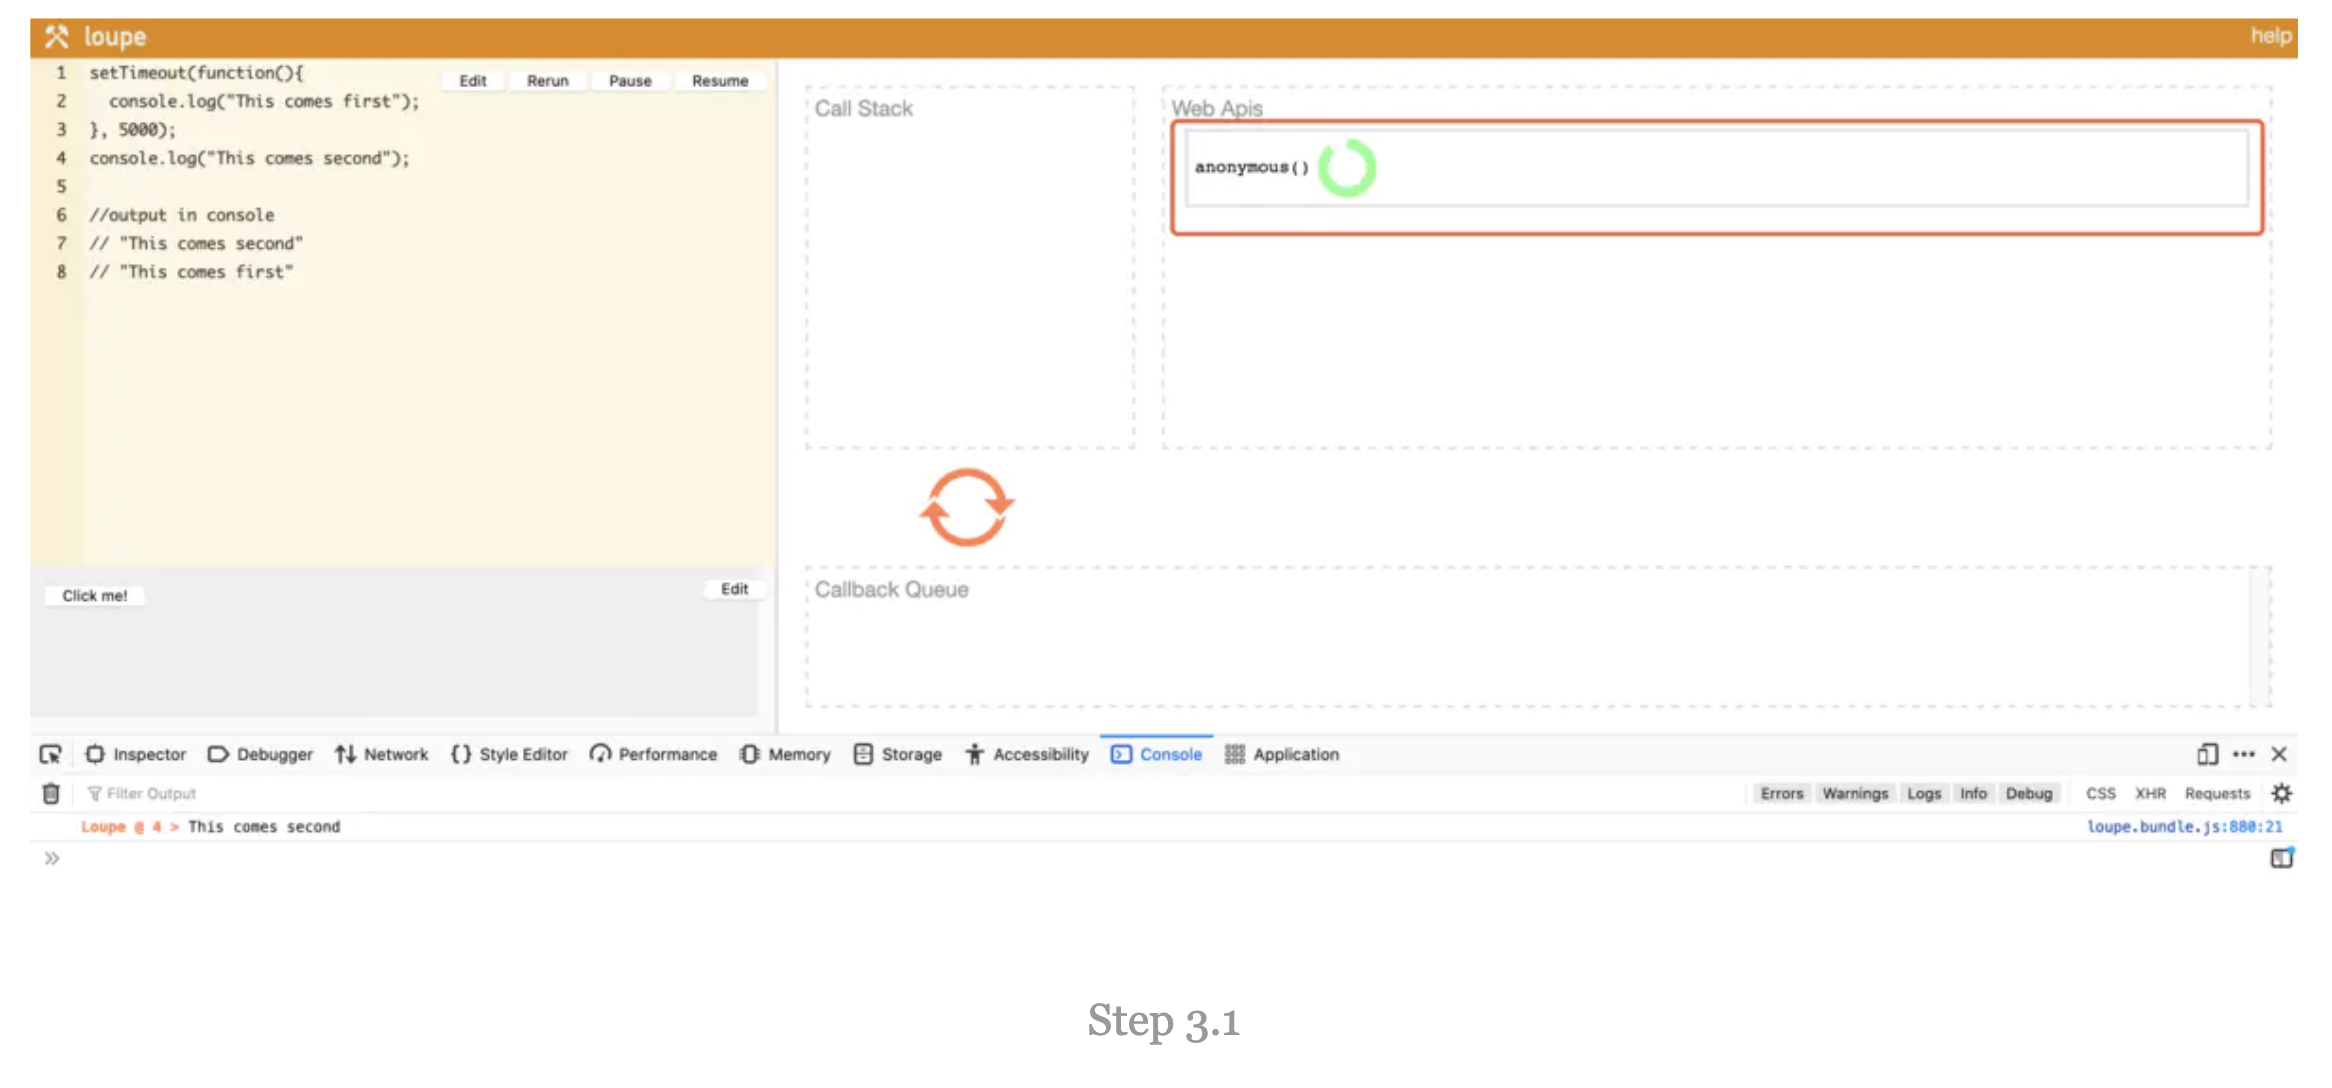 loupe
help
1 setTimeout(function(){
2 console.log("This comes first");
3 }, 5000);
4 console.log("This comes second");
5
6 //output in console
7 // "This comes second"
8 // "This comes first"
Edit Rerun Pause Resume
Call Stack
Web Apis
anonymous()
Click me!
Edit
Callback Queue
Inspector Debugger Network Style Editor Performance Memory Storage Accessibility Console Application
Filter Output
Errors Warnings Logs Info Debug CSS XHR Requests
Loupe @ 4 > This comes second
loupe.bundle.js:880:21
Step 3.1